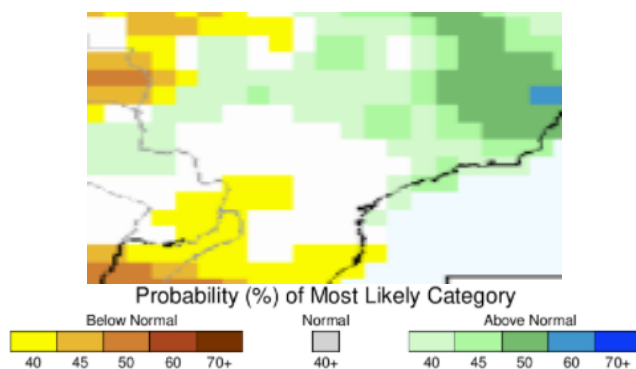 Probability (%) of Most Likely Category
Below Normal Normal Above Normal
40 45 50 60 70+ 40+ 40 45 50 60 70+